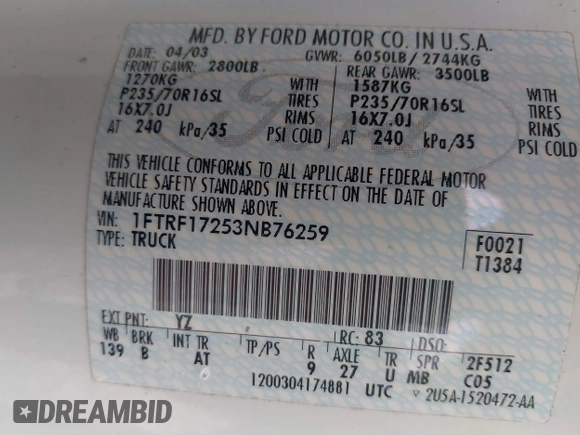 MFD. BY FORD MOTOR CO. IN U.S.A.
DATE: 04/03 GVWR: 6050LB/ 2744KG
FRONT GAWR: 2800LB REAR GAWR: 3500LB
1270KG WITH 1587KG WITH
P235/70R16SL TIRES P235/70R16SL TIRES
16X7.0J RIMS 16X7.0J RIMS
AT 240 kPa/35 PSI COLD AT 240 kPa/35 PSI COLD
THIS VEHICLE CONFORMS TO ALL APPLICABLE FEDERAL MOTOR
VEHICLE SAFETY STANDARDS IN EFFECT ON THE DATE OF
MANUFACTURE SHOWN ABOVE.
VIN: 1FTRF17253NB76259
TYPE: TRUCK
F0021
T1384
EXT PNT: YZ RC: 83 DSO:
WB BRK INT TR TP/PS R AXLE TR SPR 2F512
139 B AT 9 27 U MB C05
1200304174881 UTC 2U5A-1520472-AA
DREAMBID